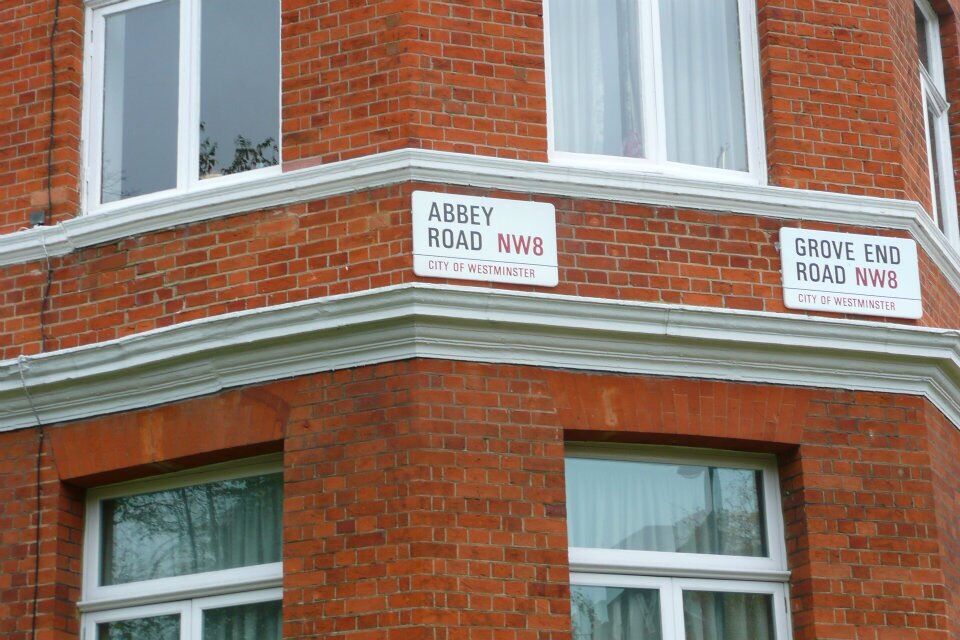 ABBEY
ROAD NW8
CITY OF WESTMINSTER
GROVE END
ROAD NW8
CITY OF WESTMINSTER